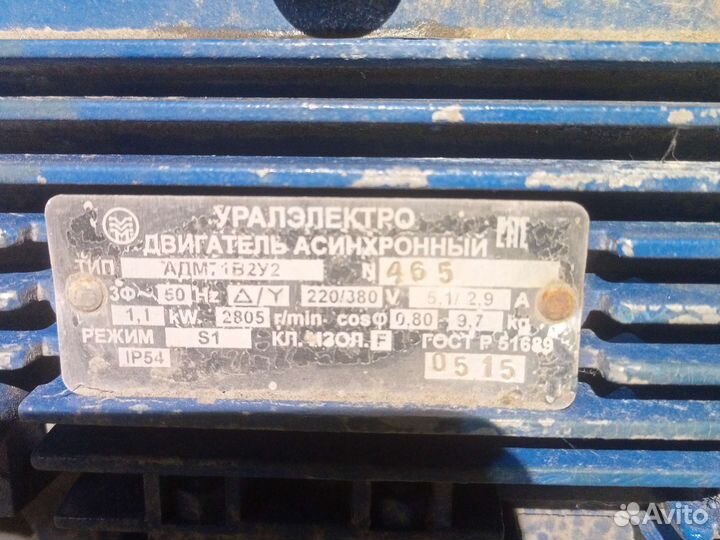 УРАЛЭЛЕКТРО
ДВИГАТЕЛЬ АСИНХРОННЫЙ
ЕАС
ТИП АДМ71В2У2 N 465
3Ф~ 50 Hz △/Y 220/380 V 5,1/2,9 A
1,1 kW 2805 r/min cosφ 0,80 9,7 kg
РЕЖИМ S1 КЛ. ИЗОЛ. F ГОСТ Р 51689
IP54 0515
Avito